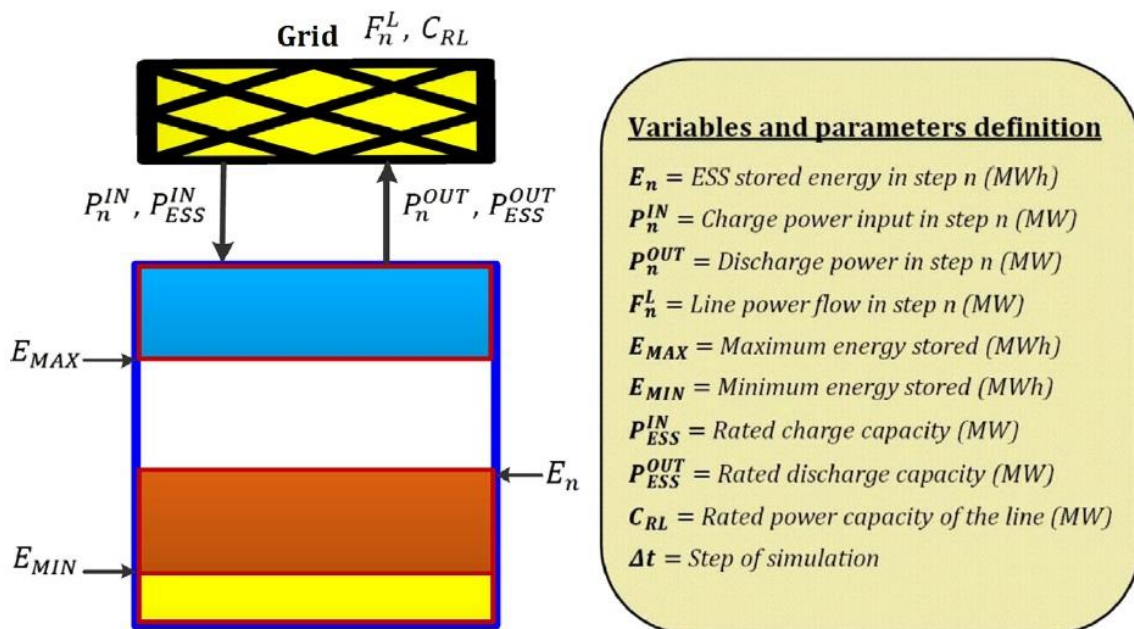 Grid F_n^L, C_RL
P_n^IN, P_ESS^IN
P_n^OUT, P_ESS^OUT
E_MAX
E_n
E_MIN
Variables and parameters definition
E_n = ESS stored energy in step n (MWh)
P_n^IN = Charge power input in step n (MW)
P_n^OUT = Discharge power in step n (MW)
F_n^L = Line power flow in step n (MW)
E_MAX = Maximum energy stored (MWh)
E_MIN = Minimum energy stored (MWh)
P_ESS^IN = Rated charge capacity (MW)
P_ESS^OUT = Rated discharge capacity (MW)
C_RL = Rated power capacity of the line (MW)
Δt = Step of simulation